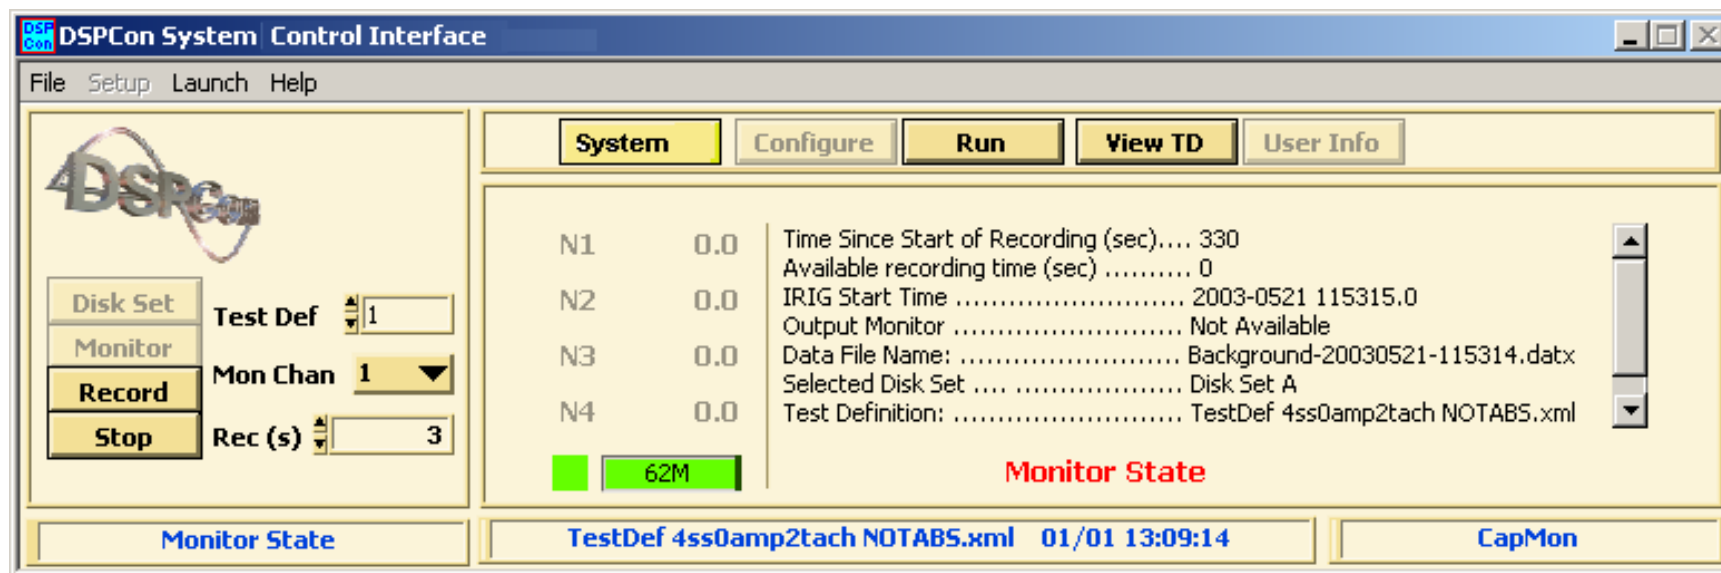 DSP
Con
DSPCon System Control Interface
File Setup Launch Help
DSPCon
System Configure Run View TD User Info
Disk Set
Monitor
Record
Stop
Test Def 1
Mon Chan 1
Rec (s) 3
N1 0.0
N2 0.0
N3 0.0
N4 0.0
62M
Time Since Start of Recording (sec).... 330
Available recording time (sec) .......... 0
IRIG Start Time .......................... 2003-0521 115315.0
Output Monitor .......................... Not Available
Data File Name: ......................... Background-20030521-115314.datx
Selected Disk Set .... ................... Disk Set A
Test Definition: .......................... TestDef 4ss0amp2tach NOTABS.xml
Monitor State
Monitor State
TestDef 4ss0amp2tach NOTABS.xml 01/01 13:09:14
CapMon